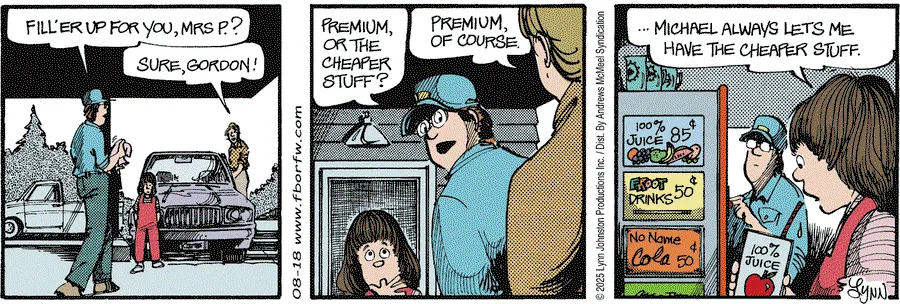 FILL'ER UP FOR YOU, MRS P.?
SURE, GORDON!
PREMIUM,
OR THE
CHEAPER
STUFF?
PREMIUM,
OF COURSE.
08-18 www.fborfw.com
© 2025 Lynn Johnston Productions Inc. / Dist. By Andrews McMeel Syndication
... MICHAEL ALWAYS LETS ME
HAVE THE CHEAPER STUFF.
100%
JUICE 85¢
FROOT
DRINKS 50¢
No Name
Cola 50¢
100%
JUICE
LYNN